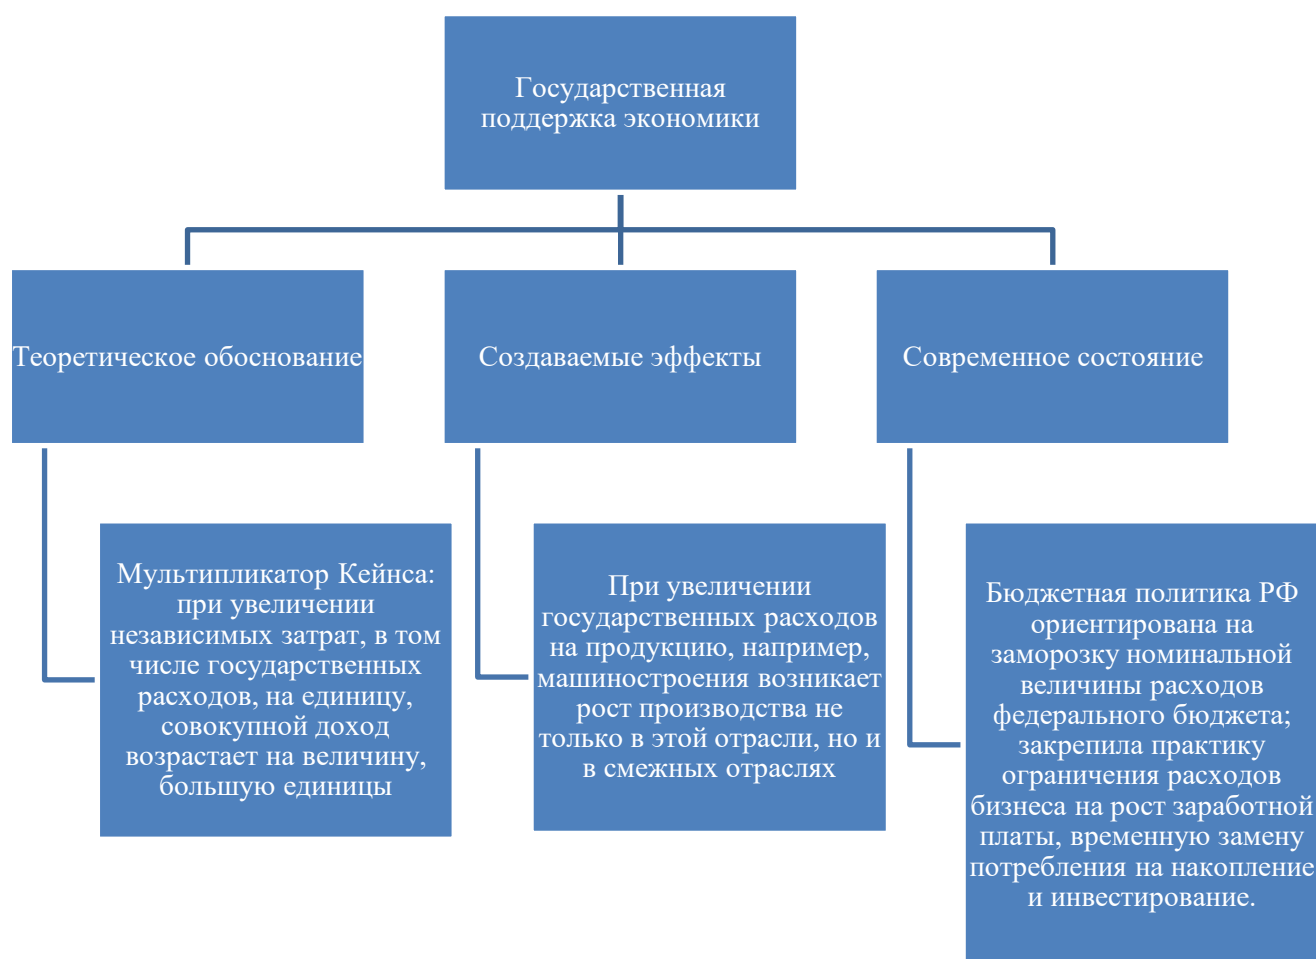 Государственная
поддержка экономики
Теоретическое обоснование
Создаваемые эффекты
Современное состояние
Мультипликатор Кейнса:
при увеличении
независимых затрат, в том
числе государственных
расходов, на единицу,
совокупной доход
возрастает на величину,
большую единицы
При увеличении
государственных расходов
на продукцию, например,
машиностроения возникает
рост производства не
только в этой отрасли, но и
в смежных отраслях
Бюджетная политика РФ
ориентирована на
заморозку номинальной
величины расходов
федерального бюджета;
закрепила практику
ограничения расходов
бизнеса на рост заработной
платы, временную замену
потребления на накопление
и инвестирование.